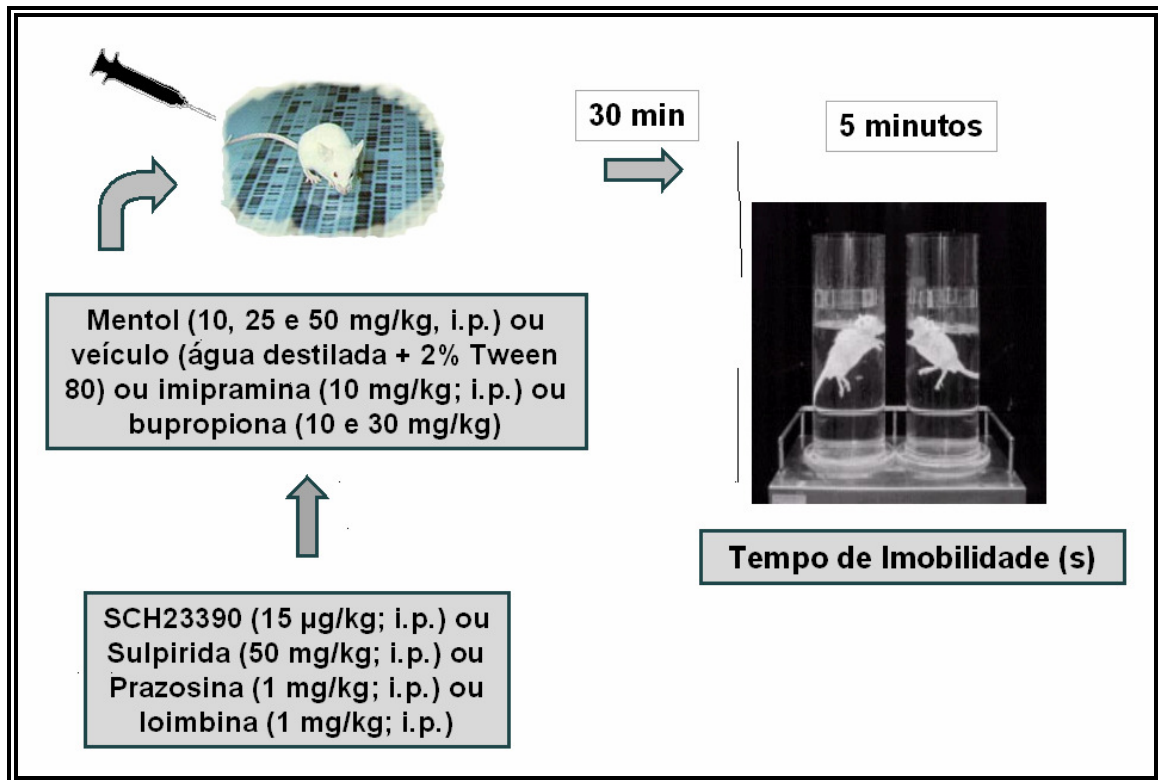 30 min
5 minutos
Mentol (10, 25 e 50 mg/kg, i.p.) ou
veículo (água destilada + 2% Tween
80) ou imipramina (10 mg/kg; i.p.) ou
bupropiona (10 e 30 mg/kg)
Tempo de Imobilidade (s)
SCH23390 (15 µg/kg; i.p.) ou
Sulpirida (50 mg/kg; i.p.) ou
Prazosina (1 mg/kg; i.p.) ou
Ioimbina (1 mg/kg; i.p.)